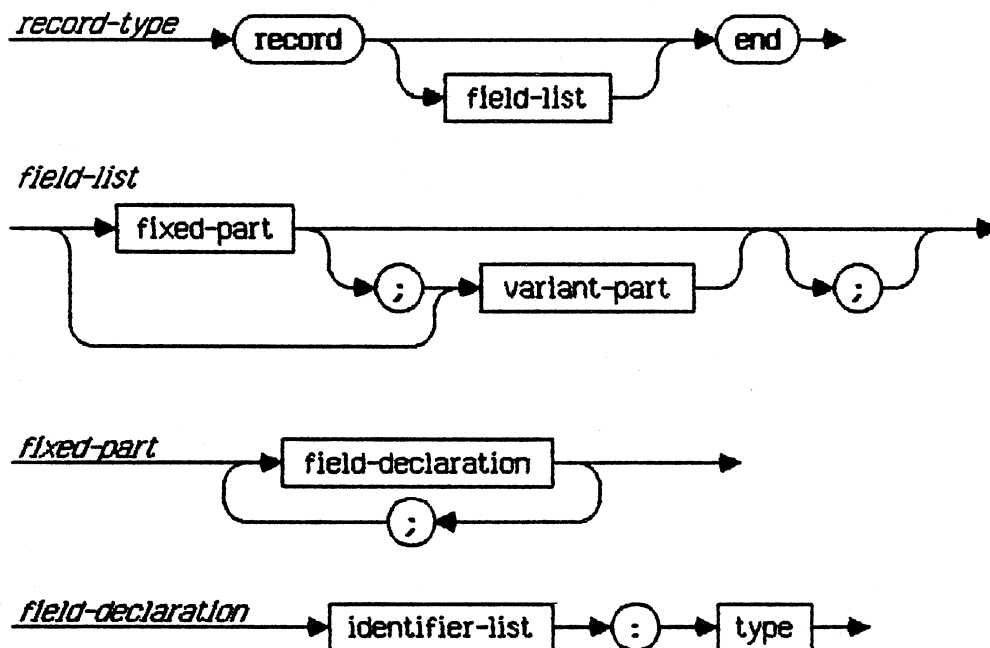 record-type
record end
field-list
field-list
fixed-part
; variant-part ;
fixed-part
field-declaration
;
field-declaration
identifier-list : type